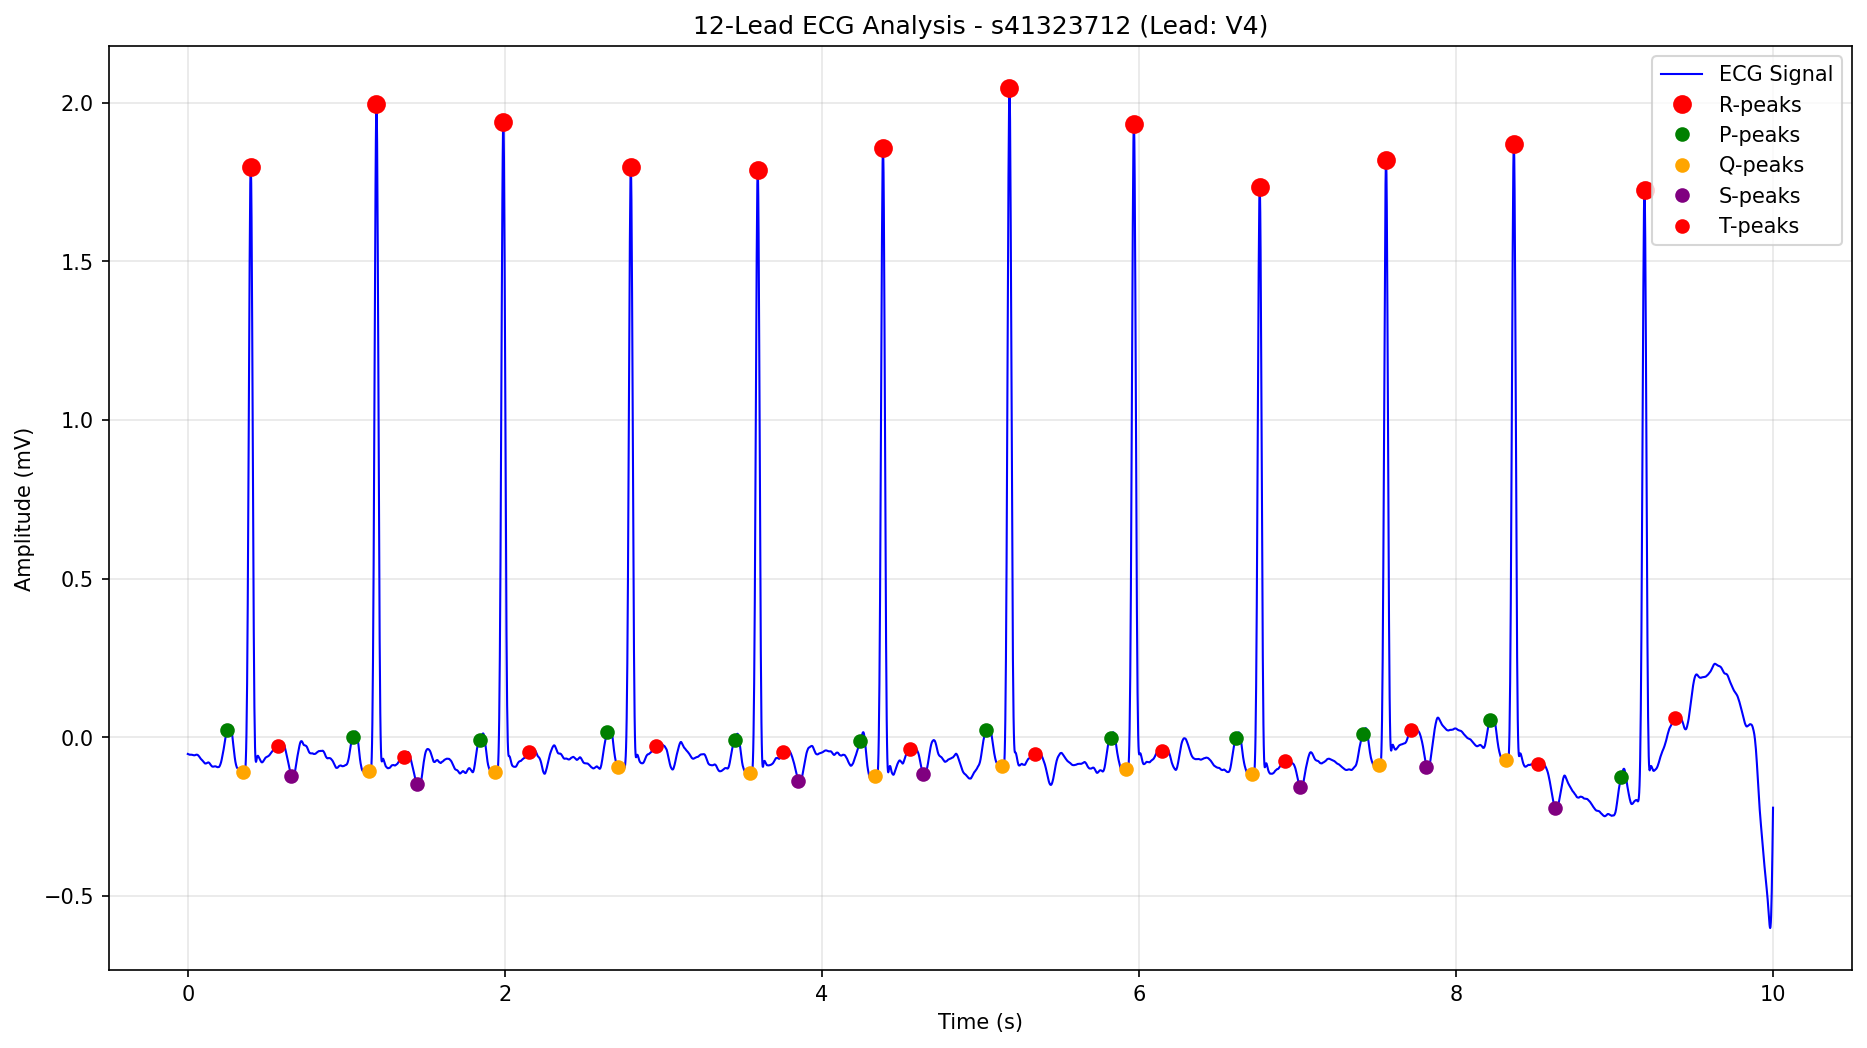 12-Lead ECG Analysis - s41323712 (Lead: V4)
ECG Signal
R-peaks
P-peaks
Q-peaks
S-peaks
T-peaks
Amplitude (mV)
2.0
1.5
1.0
0.5
0.0
−0.5
0 2 4 6 8 10
Time (s)